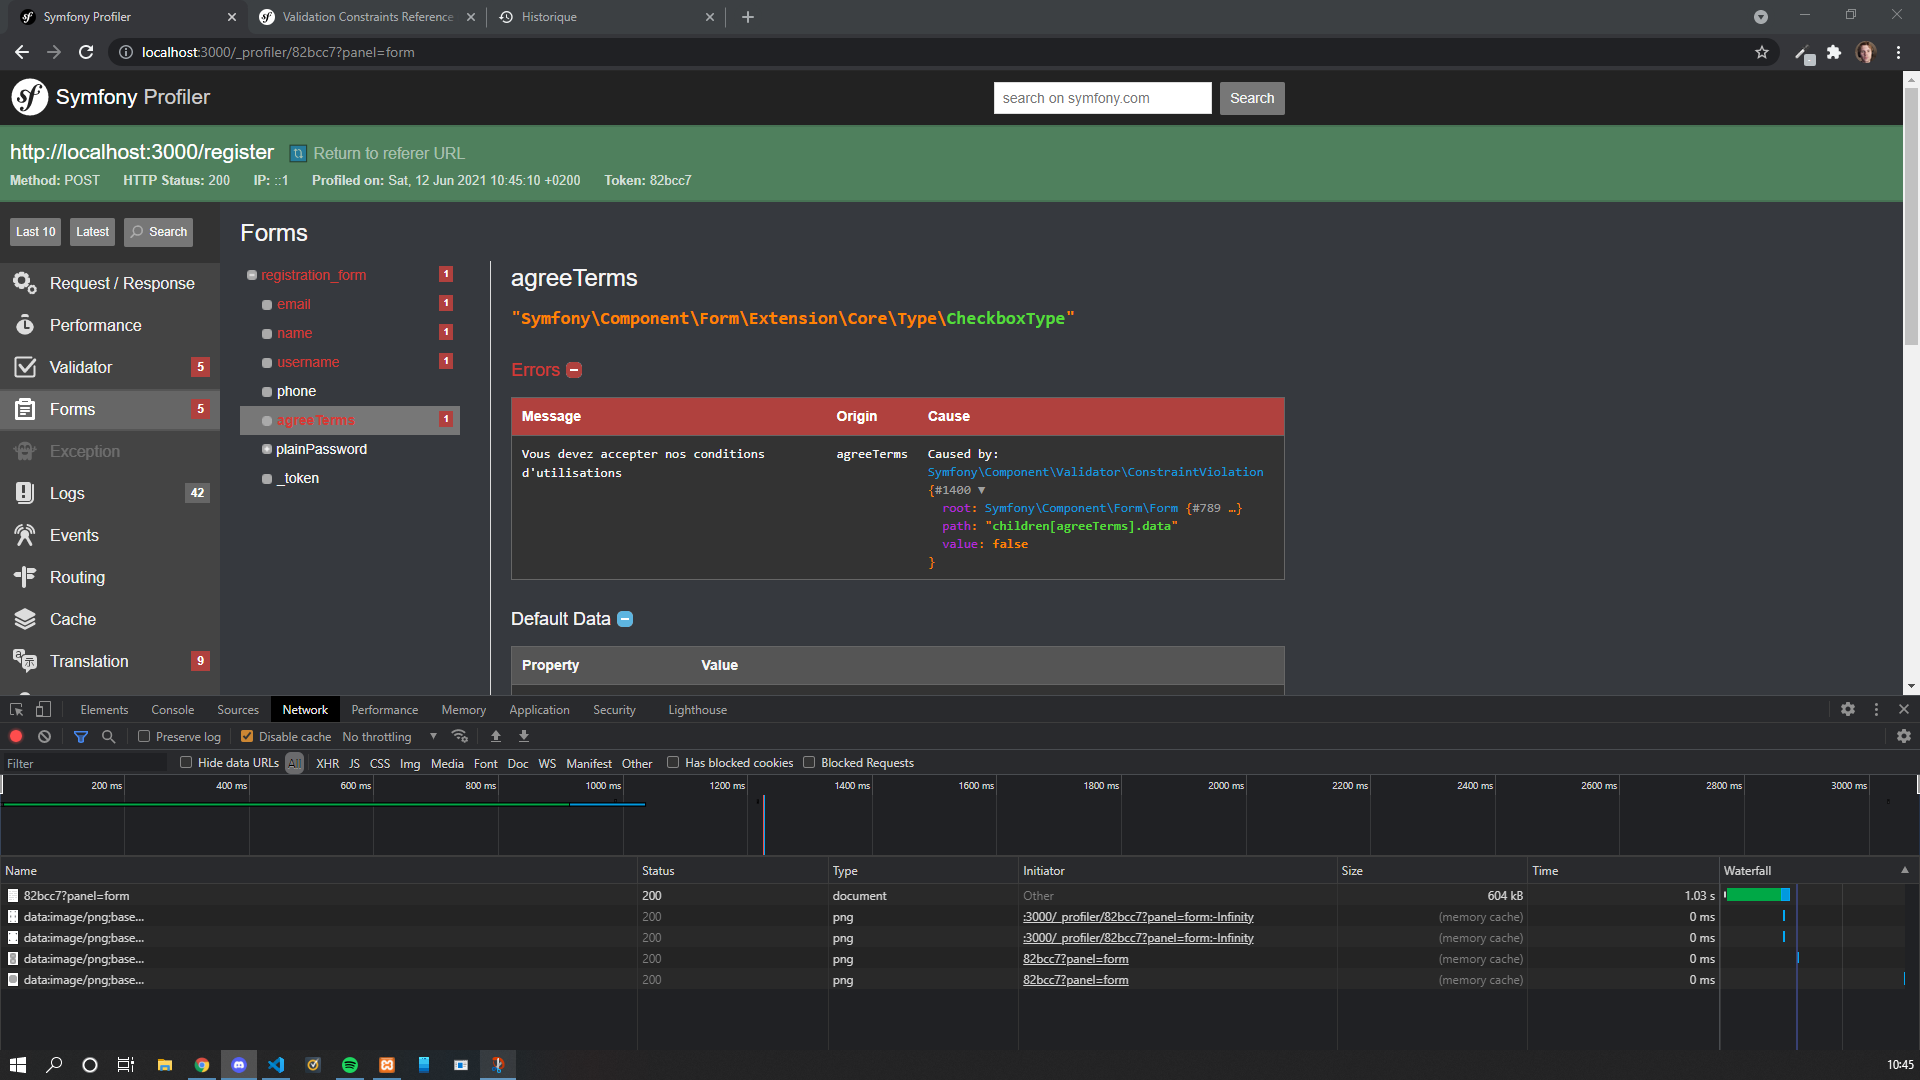 Symfony Profiler
Validation Constraints Reference
Historique
localhost:3000/_profiler/82bcc7?panel=form
Symfony Profiler
search on symfony.com
Search
http://localhost:3000/register
Return to referer URL
Method: POST HTTP Status: 200 IP: ::1 Profiled on: Sat, 12 Jun 2021 10:45:10 +0200 Token: 82bcc7
Last 10
Latest
Search
Request / Response
Performance
Validator 5
Forms 5
Exception
Logs 42
Events
Routing
Cache
Translation 9
Forms
registration_form 1
email 1
name 1
username 1
phone
agreeTerms 1
plainPassword
_token
agreeTerms
"Symfony\Component\Form\Extension\Core\Type\CheckboxType"
Errors
Message Origin Cause
Vous devez accepter nos conditions
d'utilisations
agreeTerms
Caused by:
Symfony\Component\Validator\ConstraintViolation
{#1400 ▼
root: Symfony\Component\Form\Form {#789 …}
path: "children[agreeTerms].data"
value: false
}
Default Data
Property Value
Elements Console Sources Network Performance Memory Application Security Lighthouse
Preserve log Disable cache No throttling
Filter Hide data URLs All XHR JS CSS Img Media Font Doc WS Manifest Other Has blocked cookies Blocked Requests
200 ms 400 ms 600 ms 800 ms 1000 ms 1200 ms 1400 ms 1600 ms 1800 ms 2000 ms 2200 ms 2400 ms 2600 ms 2800 ms 3000 ms
Name Status Type Initiator Size Time Waterfall
82bcc7?panel=form 200 document Other 604 kB 1.03 s
data:image/png;base... 200 png :3000/_profiler/82bcc7?panel=form:-Infinity (memory cache) 0 ms
data:image/png;base... 200 png :3000/_profiler/82bcc7?panel=form:-Infinity (memory cache) 0 ms
data:image/png;base... 200 png 82bcc7?panel=form (memory cache) 0 ms
data:image/png;base... 200 png 82bcc7?panel=form (memory cache) 0 ms
10:45